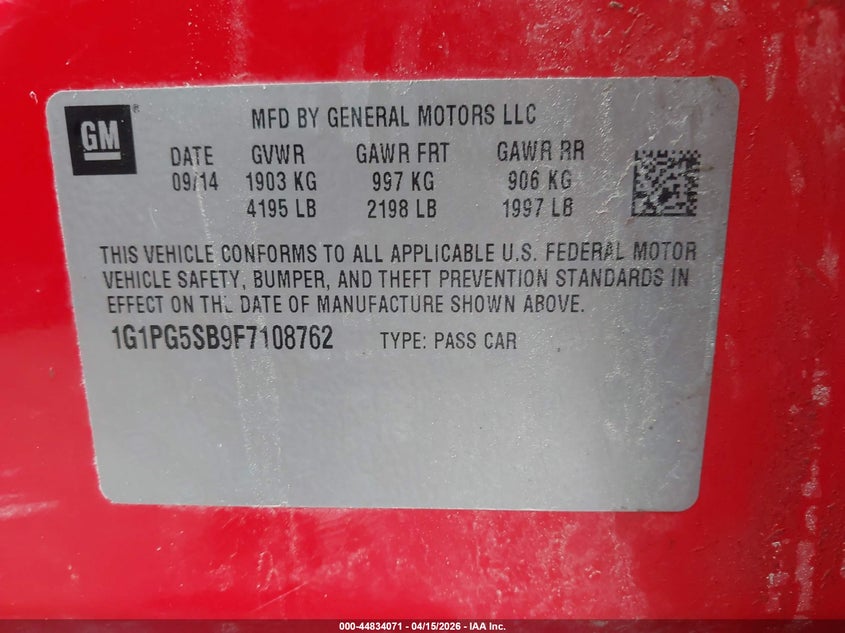 GM ®
MFD BY GENERAL MOTORS LLC
DATE GVWR GAWR FRT GAWR RR
09/14 1903 KG 997 KG 906 KG
4195 LB 2198 LB 1997 LB
THIS VEHICLE CONFORMS TO ALL APPLICABLE U.S. FEDERAL MOTOR
VEHICLE SAFETY, BUMPER, AND THEFT PREVENTION STANDARDS IN
EFFECT ON THE DATE OF MANUFACTURE SHOWN ABOVE.
1G1PG5SB9F7108762 TYPE: PASS CAR
000-44834071 - 04/15/2026 - IAA Inc.